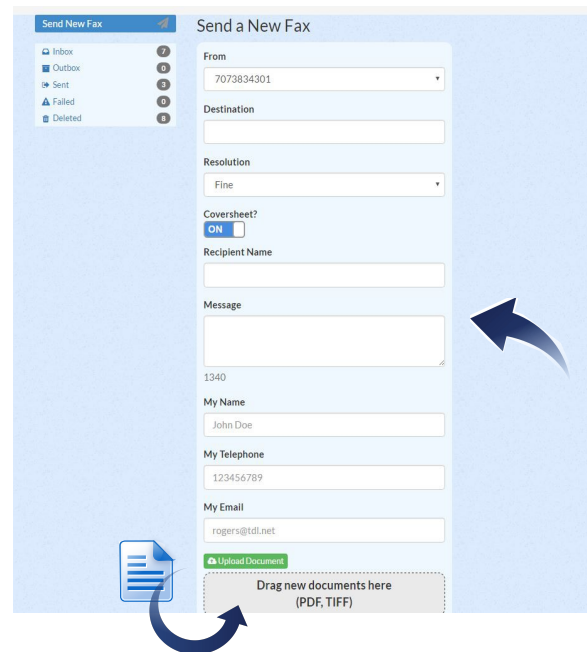 Send New Fax
Inbox 7
Outbox 0
Sent 3
Failed 0
Deleted 8
Send a New Fax
From
7073834301
Destination
Resolution
Fine
Coversheet?
ON
Recipient Name
Message
1340
My Name
John Doe
My Telephone
123456789
My Email
rogers@tdl.net
Upload Document
Drag new documents here
(PDF, TIFF)